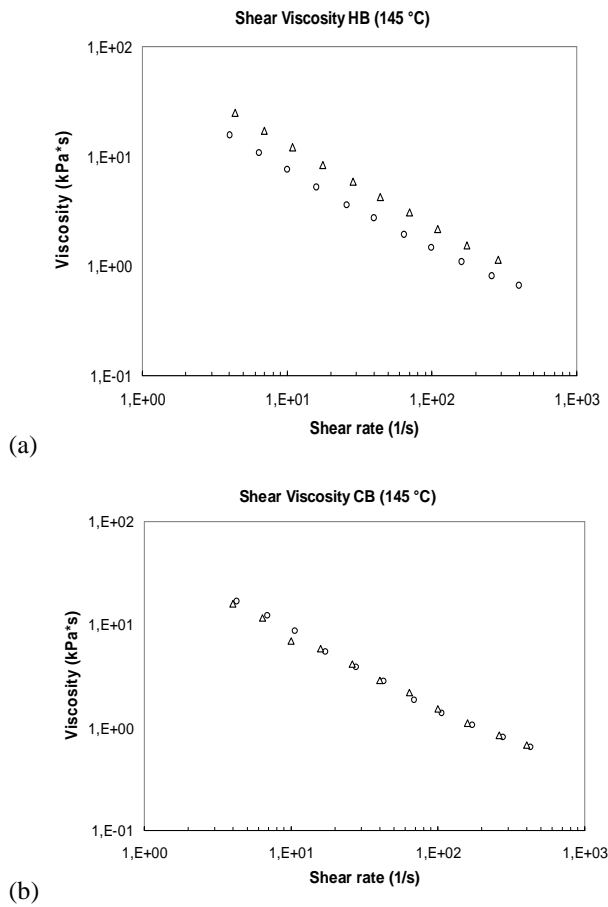 Shear Viscosity HB (145 °C)
1,E+02
1,E+01
1,E+00
1,E-01
Viscosity (kPa*s)
1,E+00 1,E+01 1,E+02 1,E+03
Shear rate (1/s)
(a)
Shear Viscosity CB (145 °C)
1,E+02
1,E+01
1,E+00
1,E-01
Viscosity (kPa*s)
1,E+00 1,E+01 1,E+02 1,E+03
Shear rate (1/s)
(b)